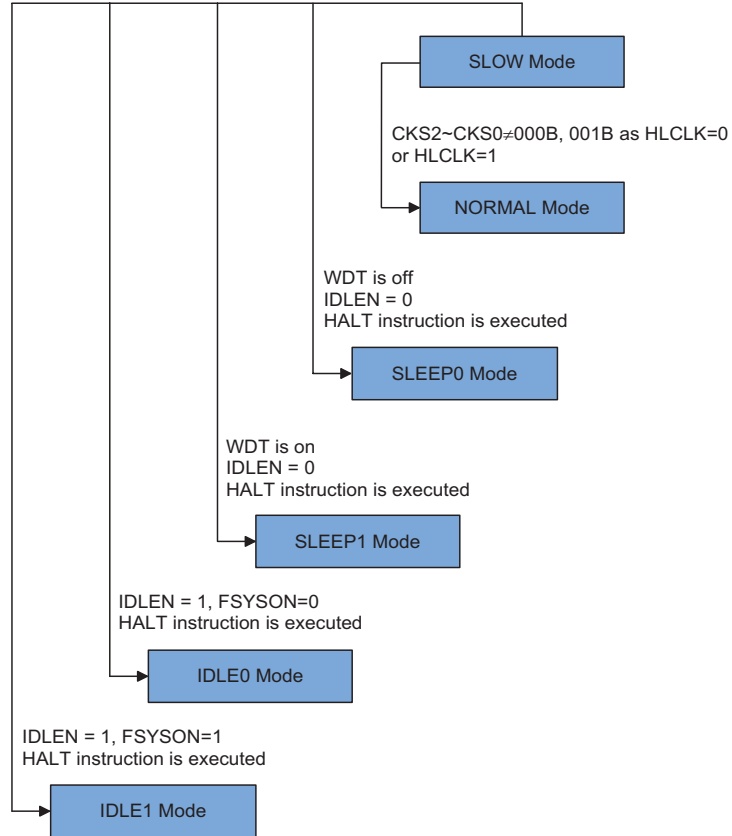 SLOW Mode
CKS2~CKS0≠000B, 001B as HLCLK=0
or HLCLK=1
NORMAL Mode
WDT is off
IDLEN = 0
HALT instruction is executed
SLEEP0 Mode
WDT is on
IDLEN = 0
HALT instruction is executed
SLEEP1 Mode
IDLEN = 1, FSYSON=0
HALT instruction is executed
IDLE0 Mode
IDLEN = 1, FSYSON=1
HALT instruction is executed
IDLE1 Mode